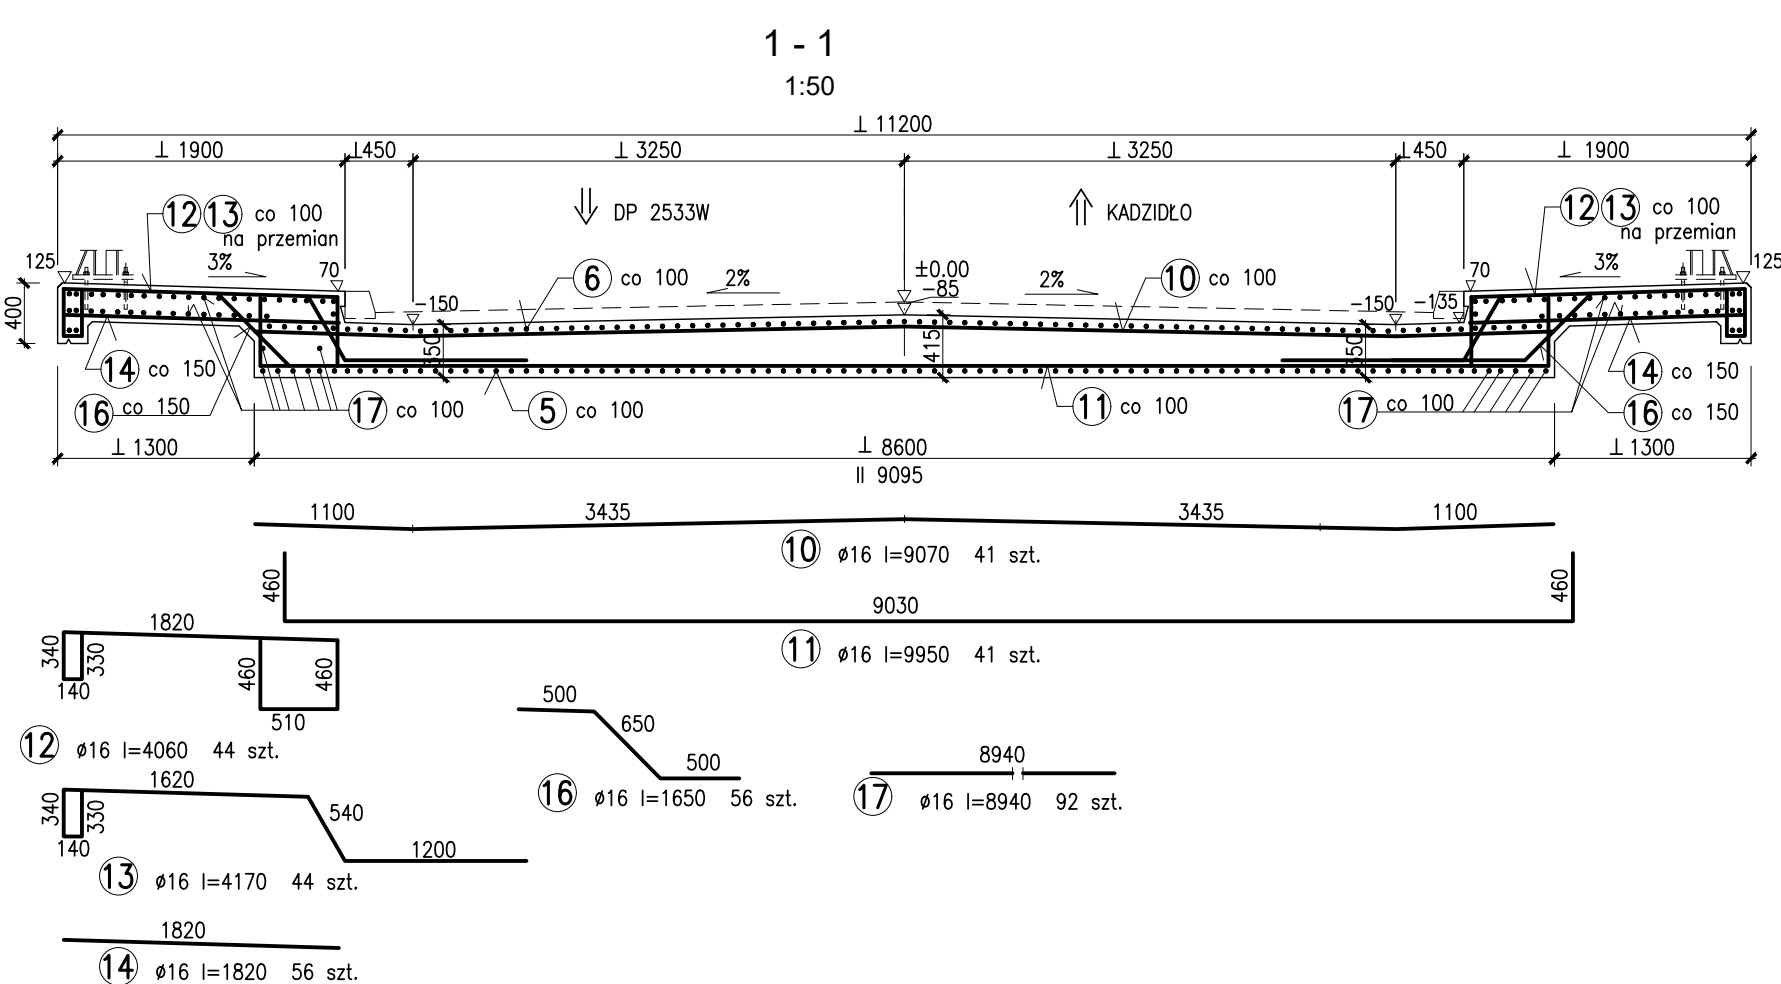 1 - 1
1:50
⊥ 11200
⊥ 1900
⊥450
⊥ 3250
⊥ 3250
⊥450
⊥ 1900
12 13 co 100
na przemian
DP 2533W
KADZIDŁO
12 13 co 100
na przemian
125
3%
70
6 co 100
2%
±0.00
-85
2%
10 co 100
70
3%
125
400
-150
-150
-135
350
415
350
14 co 150
16 co 150
17 co 100
5 co 100
11 co 100
17 co 100
14 co 150
16 co 150
⊥ 1300
⊥ 8600
⊥ 1300
|| 9095
1100
3435
3435
1100
10 ø16 l=9070 41 szt.
460
9030
460
11 ø16 l=9950 41 szt.
1820
340
330
140
460
460
510
12 ø16 l=4060 44 szt.
500
650
500
16 ø16 l=1650 56 szt.
8940
17 ø16 l=8940 92 szt.
1620
340
330
140
540
1200
13 ø16 l=4170 44 szt.
1820
14 ø16 l=1820 56 szt.